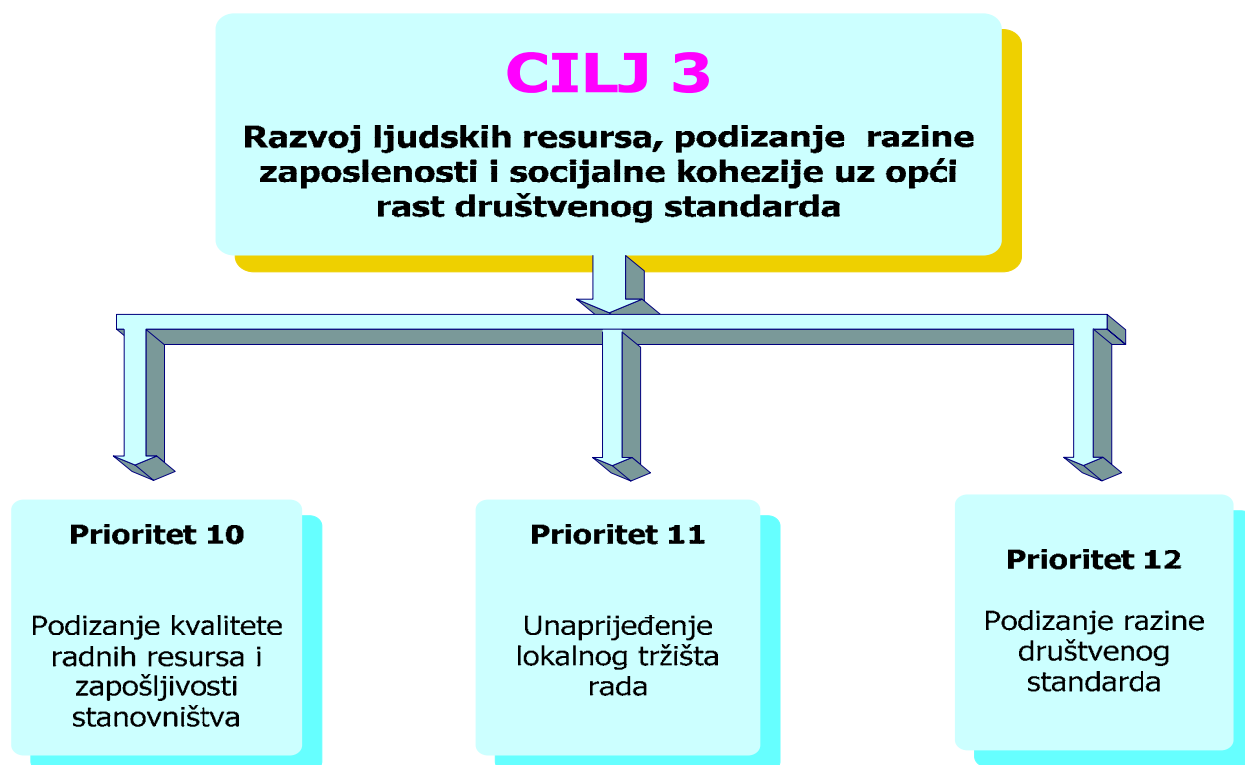 CILJ 3
Razvoj ljudskih resursa, podizanje razine
zaposlenosti i socijalne kohezije uz opći
rast društvenog standarda
Prioritet 10
Podizanje kvalitete
radnih resursa i
zapošljivosti
stanovništva
Prioritet 11
Unaprijeđenje
lokalnog tržišta
rada
Prioritet 12
Podizanje razine
društvenog
standarda